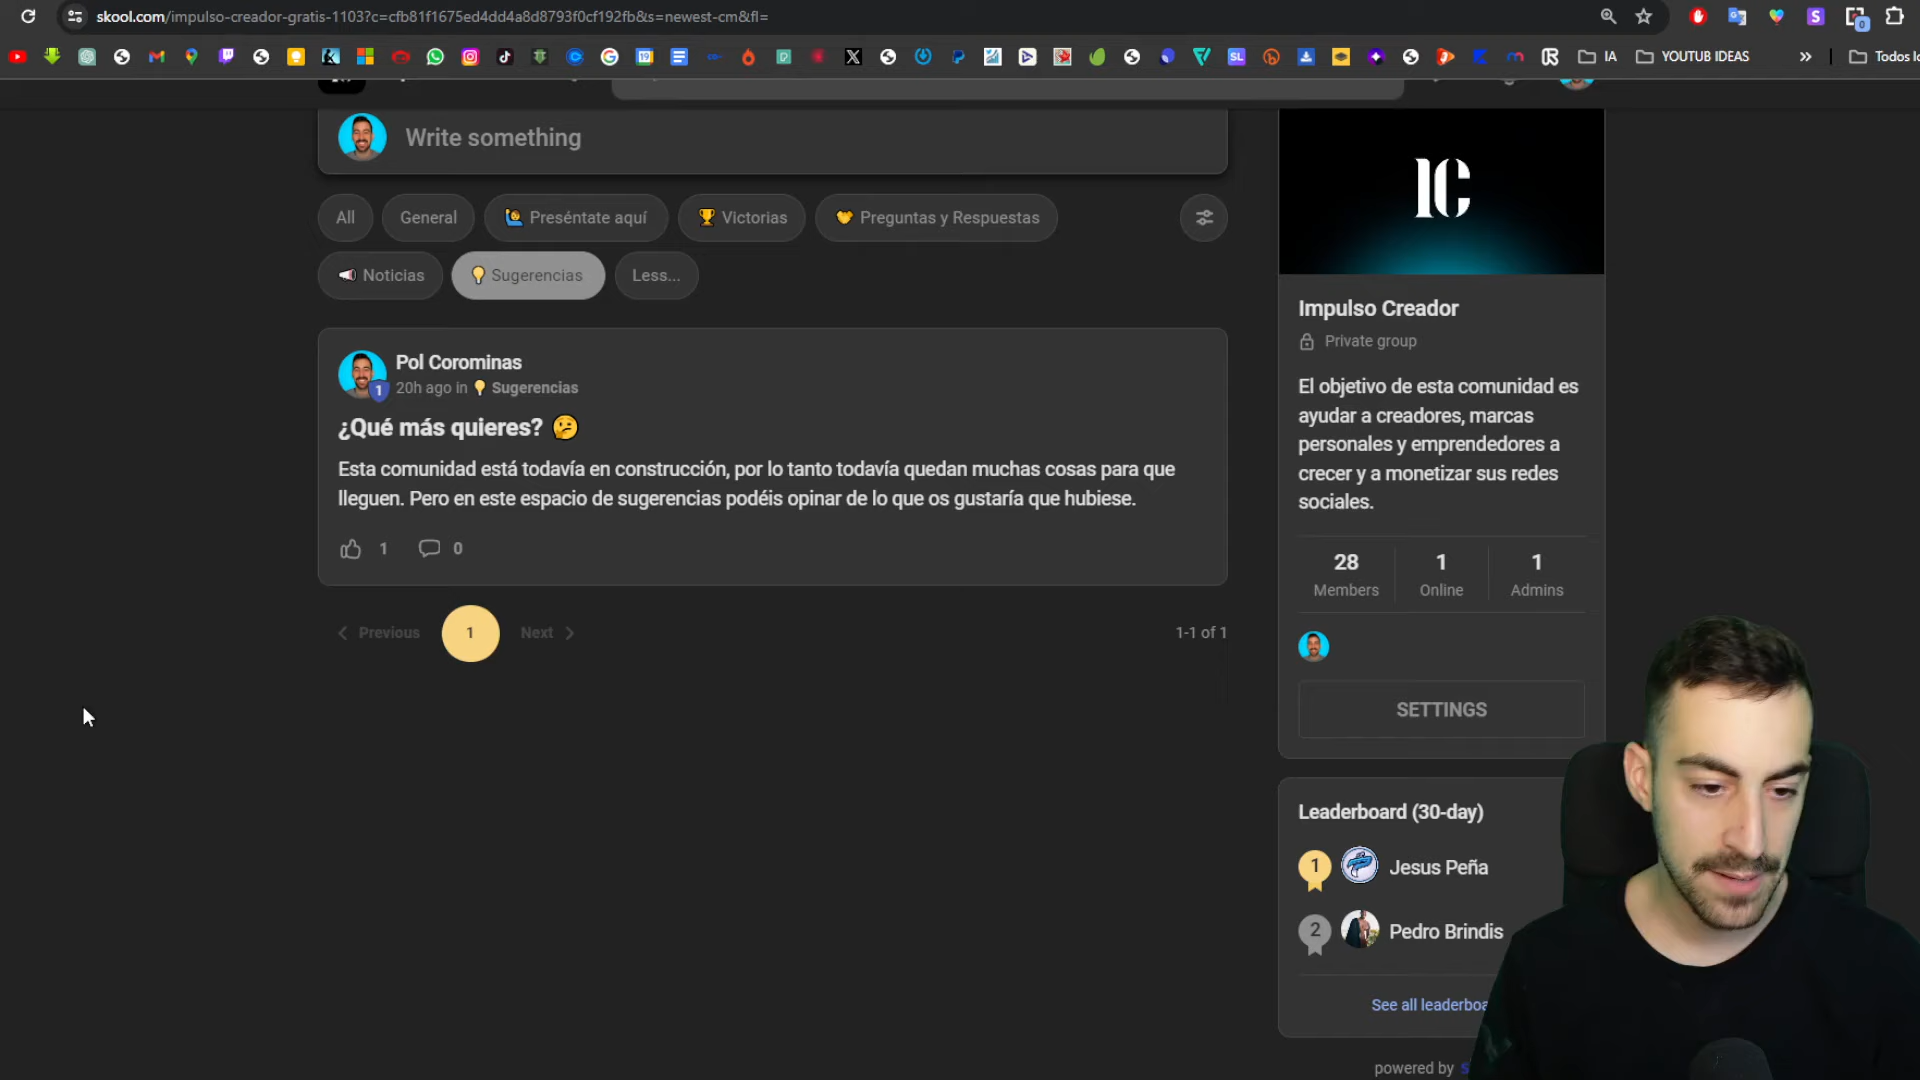 skool.com/impulso-creador-gratis-1103?c=cfb81f1675ed4dd4a8d8793f0cf192fb&s=newest-cm&fl=
IA
YOUTUB IDEAS
Todos lo
Write something
All
General
Preséntate aquí
Victorias
Preguntas y Respuestas
Noticias
Sugerencias
Less...
Pol Corominas
1
20h ago in Sugerencias
¿Qué más quieres?
Esta comunidad está todavía en construcción, por lo tanto todavía quedan muchas cosas para que
lleguen. Pero en este espacio de sugerencias podéis opinar de lo que os gustaría que hubiese.
1
0
Previous
1
Next
1-1 of 1
IC
Impulso Creador
Private group
El objetivo de esta comunidad es
ayudar a creadores, marcas
personales y emprendedores a
crecer y a monetizar sus redes
sociales.
28
Members
1
Online
1
Admins
SETTINGS
Leaderboard (30-day)
1
Jesus Peña
2
Pedro Brindis
See all leaderboa
powered by s